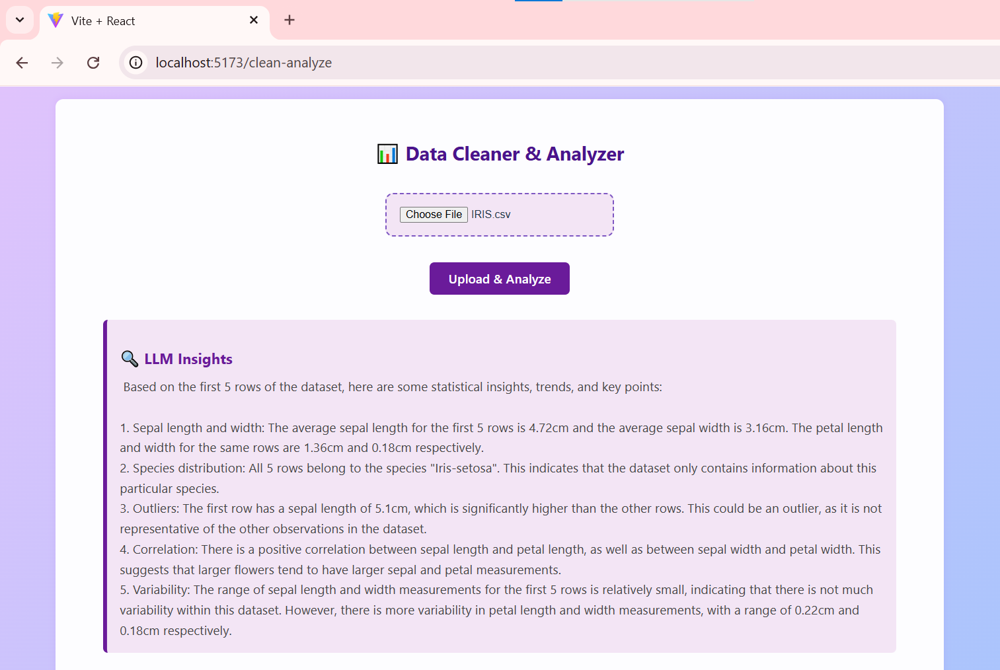 Vite + React
localhost:5173/clean-analyze
Data Cleaner & Analyzer
Choose File IRIS.csv
Upload & Analyze
LLM Insights
Based on the first 5 rows of the dataset, here are some statistical insights, trends, and key points:
1. Sepal length and width: The average sepal length for the first 5 rows is 4.72cm and the average sepal width is 3.16cm. The petal length
and width for the same rows are 1.36cm and 0.18cm respectively.
2. Species distribution: All 5 rows belong to the species "Iris-setosa". This indicates that the dataset only contains information about this
particular species.
3. Outliers: The first row has a sepal length of 5.1cm, which is significantly higher than the other rows. This could be an outlier, as it is not
representative of the other observations in the dataset.
4. Correlation: There is a positive correlation between sepal length and petal length, as well as between sepal width and petal width. This
suggests that larger flowers tend to have larger sepal and petal measurements.
5. Variability: The range of sepal length and width measurements for the first 5 rows is relatively small, indicating that there is not much
variability within this dataset. However, there is more variability in petal length and width measurements, with a range of 0.22cm and
0.18cm respectively.